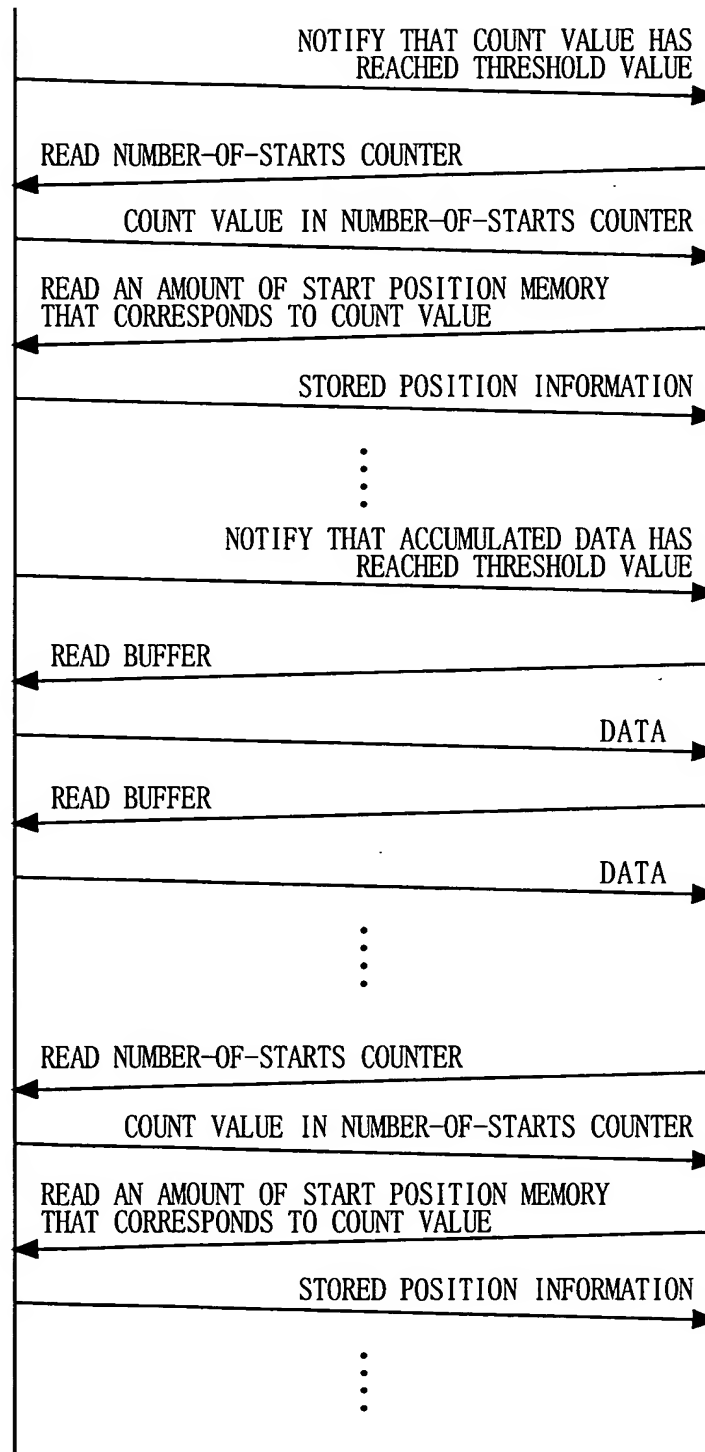 NOTIFY THAT COUNT VALUE HAS
REACHED THRESHOLD VALUE
READ NUMBER-OF-STARTS COUNTER
COUNT VALUE IN NUMBER-OF-STARTS COUNTER
READ AN AMOUNT OF START POSITION MEMORY
THAT CORRESPONDS TO COUNT VALUE
STORED POSITION INFORMATION
NOTIFY THAT ACCUMULATED DATA HAS
REACHED THRESHOLD VALUE
READ BUFFER
DATA
READ BUFFER
DATA
READ NUMBER-OF-STARTS COUNTER
COUNT VALUE IN NUMBER-OF-STARTS COUNTER
READ AN AMOUNT OF START POSITION MEMORY
THAT CORRESPONDS TO COUNT VALUE
STORED POSITION INFORMATION